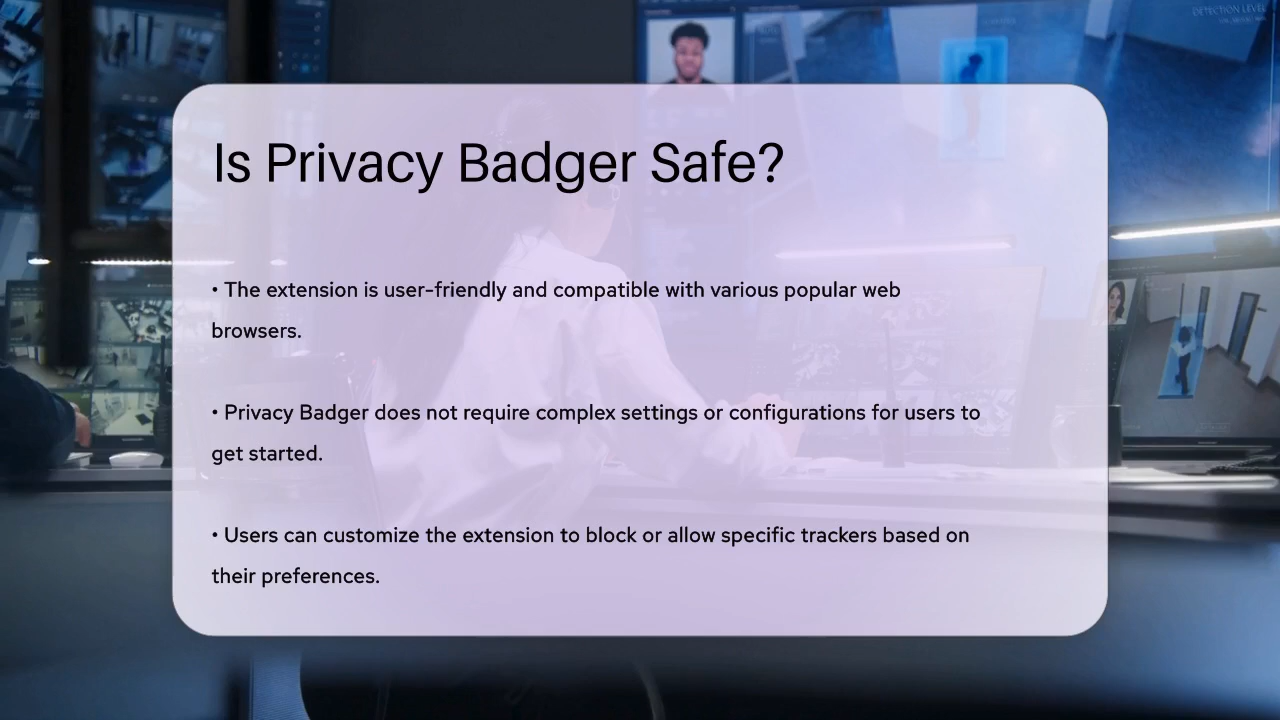 DETECTION LEVEL
Is Privacy Badger Safe?
• The extension is user-friendly and compatible with various popular web
browsers.
• Privacy Badger does not require complex settings or configurations for users to
get started.
• Users can customize the extension to block or allow specific trackers based on
their preferences.